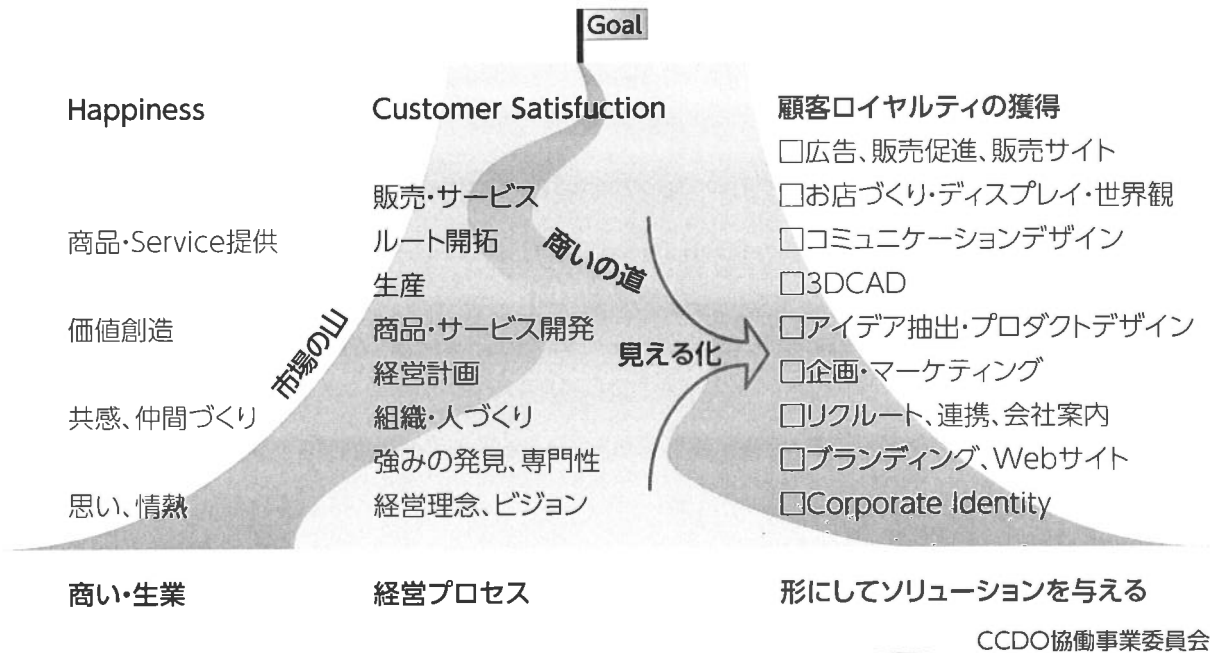 Goal
Happiness
商品・Service提供
価値創造
共感、仲間づくり
思い、情熱
商い・生業
市場の山
Customer Satisfuction
販売・サービス
ルート開拓
生産
商品・サービス開発
経営計画
組織・人づくり
強みの発見、専門性
経営理念、ビジョン
経営プロセス
商いの道
見える化
顧客ロイヤルティの獲得
□広告、販売促進、販売サイト
□お店づくり・ディスプレイ・世界観
□コミュニケーションデザイン
□3DCAD
□アイデア抽出・プロダクトデザイン
□企画・マーケティング
□リクルート、連携、会社案内
□ブランディング、Webサイト
□Corporate Identity
形にしてソリューションを与える
CCDO協働事業委員会